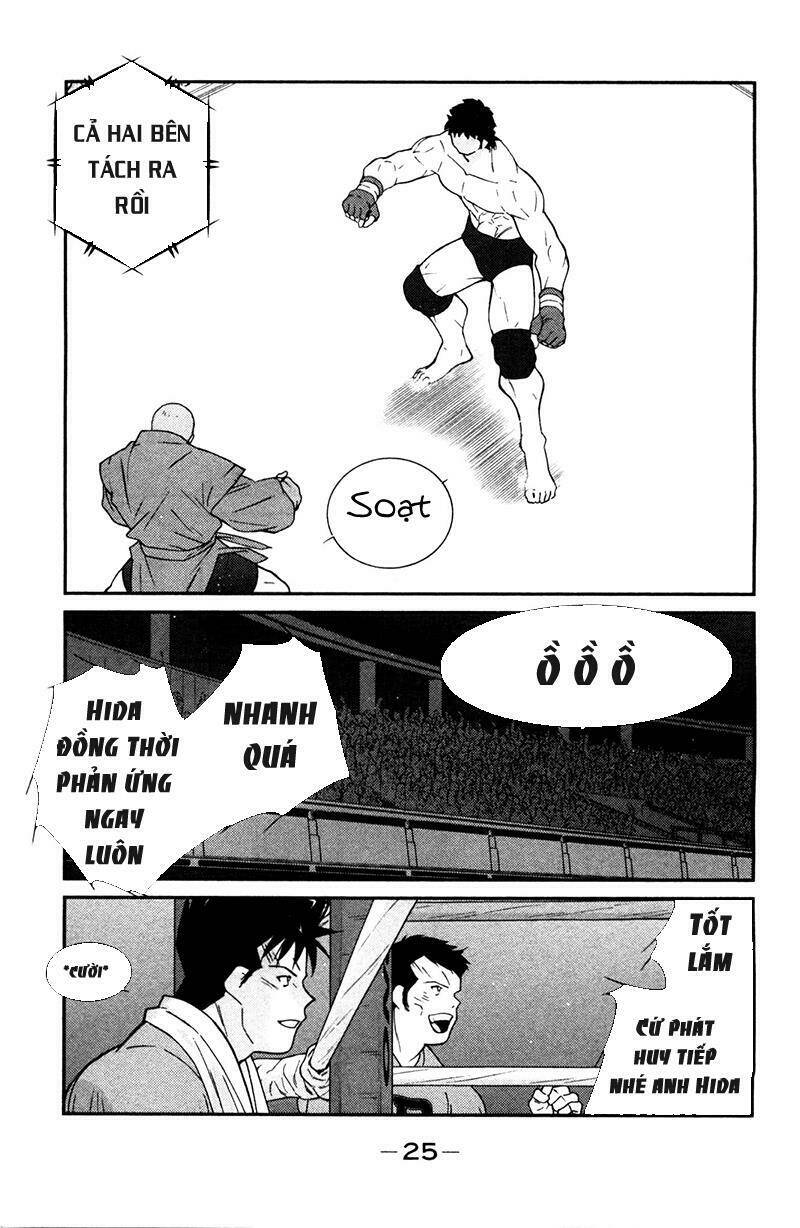 CẢ HAI BÊN
TÁCH RA
RỒI
Soạt
Ồ Ồ Ồ
NHANH
QUÁ
HIDA
ĐỒNG THỜI
PHẢN ỨNG
NGAY
LUÔN
TỐT
LẮM
CỨ PHÁT
HUY TIẾP
NHÉ ANH HIDA
*CƯỜI*
-25-